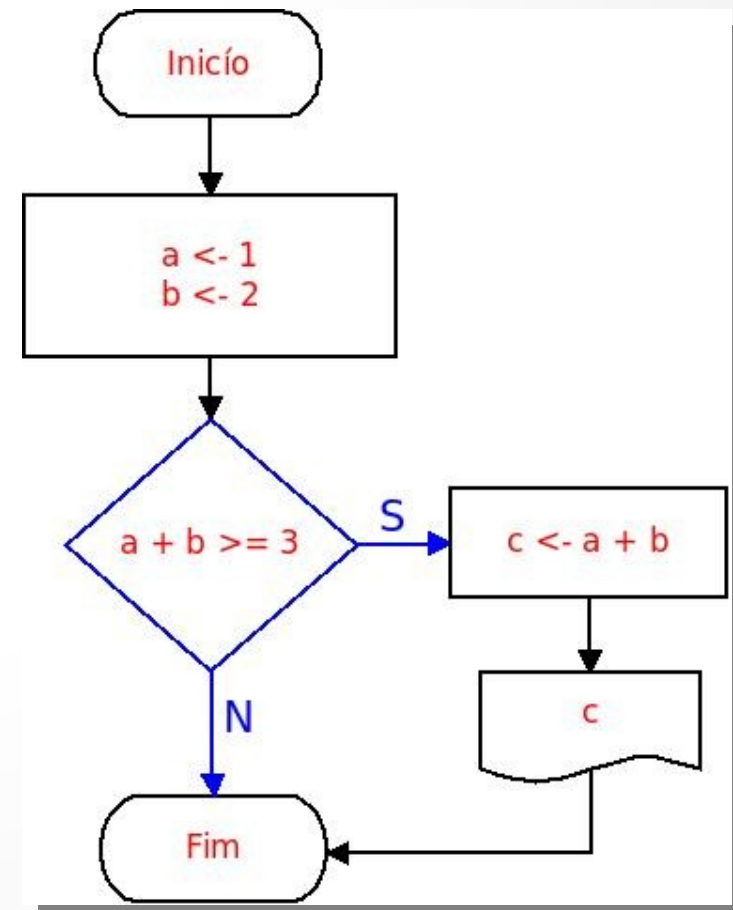 Inicío
a <- 1
b <- 2
a + b >= 3
S
c <- a + b
N
c
Fim